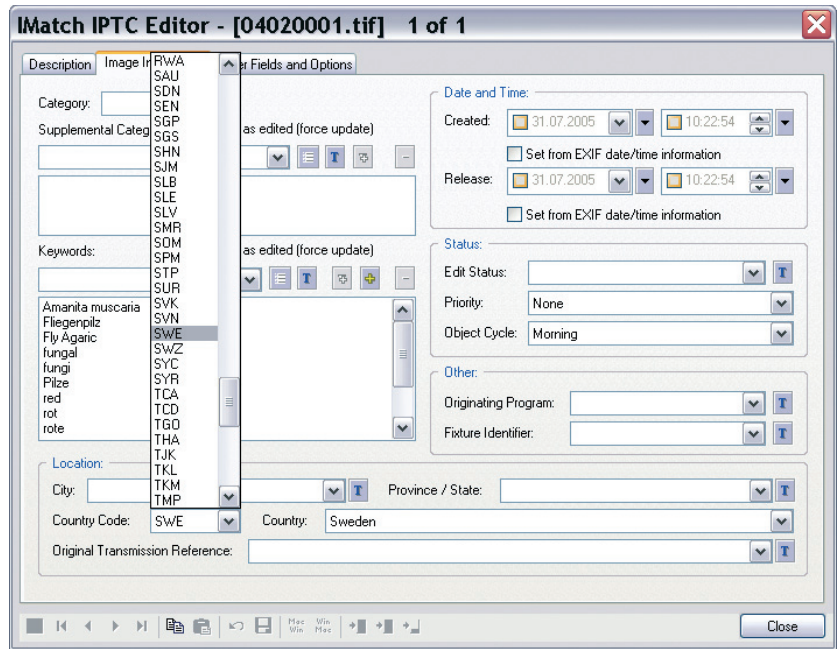 IMatch IPTC Editor - [04020001.tif] 1 of 1
Description Image In r Fields and Options
Category:
Supplemental Categ as edited (force update)
Keywords: as edited (force update)
Amanita muscaria
Fliegenpilz
Fly Agaric
fungal
fungi
Pilze
red
rot
rote
RWA
SAU
SDN
SEN
SGP
SGS
SHN
SJM
SLB
SLE
SLV
SMR
SOM
SPM
STP
SUR
SVK
SVN
SWE
SWZ
SYC
SYR
TCA
TCD
TGO
THA
TJK
TKL
TKM
TMP
Date and Time:
Created: 31.07.2005 10:22:54
Set from EXIF date/time information
Release: 31.07.2005 10:22:54
Set from EXIF date/time information
Status:
Edit Status: T
Priority: None
Object Cycle: Morning
Other:
Originating Program: T
Fixture Identifier: T
Location:
City: T Province / State: T
Country Code: SWE Country: Sweden
Original Transmission Reference: T
Mac Win Win Mac
Close